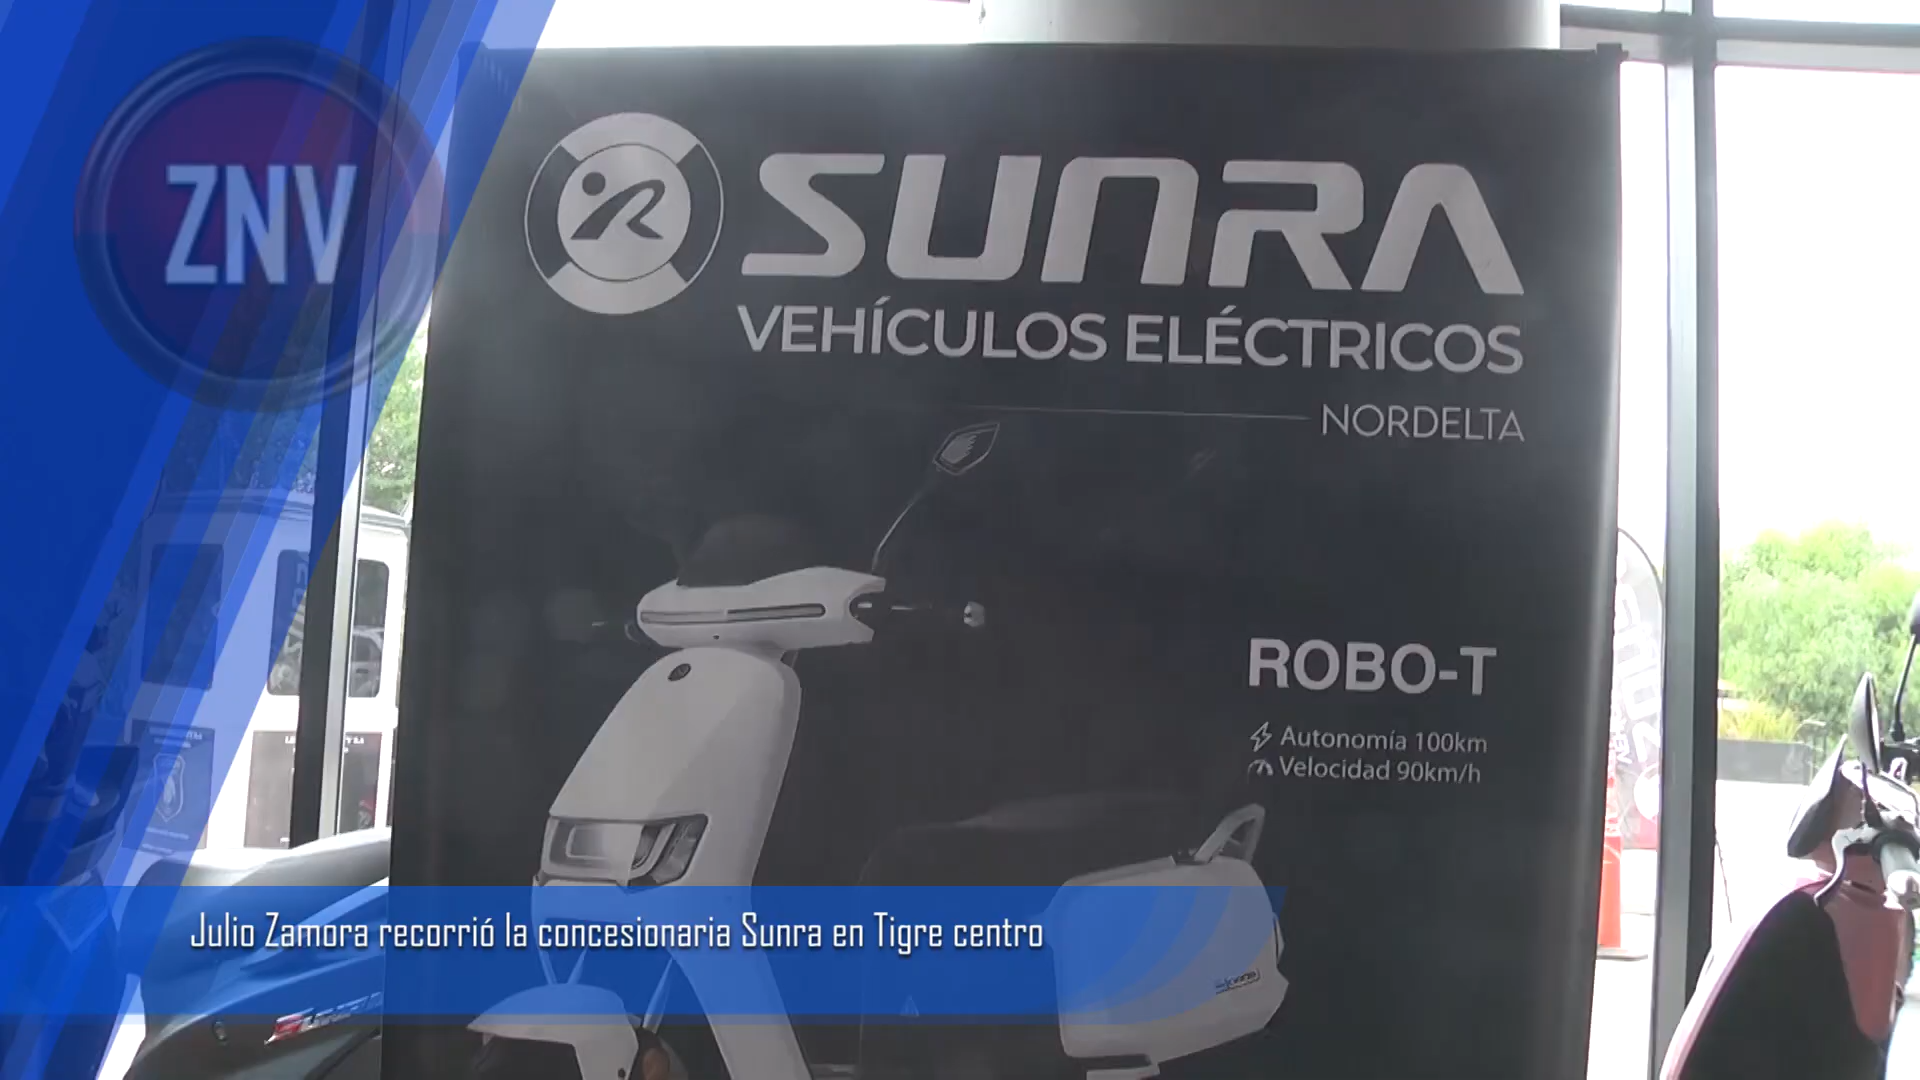 ZNV
SUNRA
VEHÍCULOS ELÉCTRICOS
NORDELTA
ROBO-T
Autonomía 100km
Velocidad 90km/h
Julio Zamora recorrió la concesionaria Sunra en Tigre centro